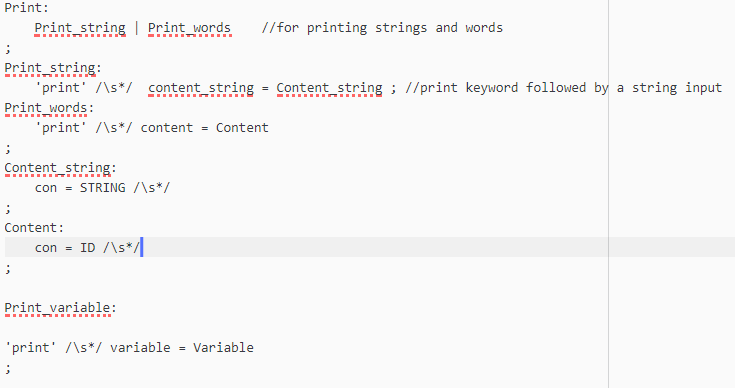 Print:
    Print_string | Print_words    //for printing strings and words
;
Print_string:
    'print' /\s*/  content_string = Content_string ; //print keyword followed by a string input
Print_words:
    'print' /\s*/ content = Content
;
Content_string:
    con = STRING /\s*/
;
Content:
    con = ID /\s*/
;
Print_variable:
'print' /\s*/ variable = Variable
;